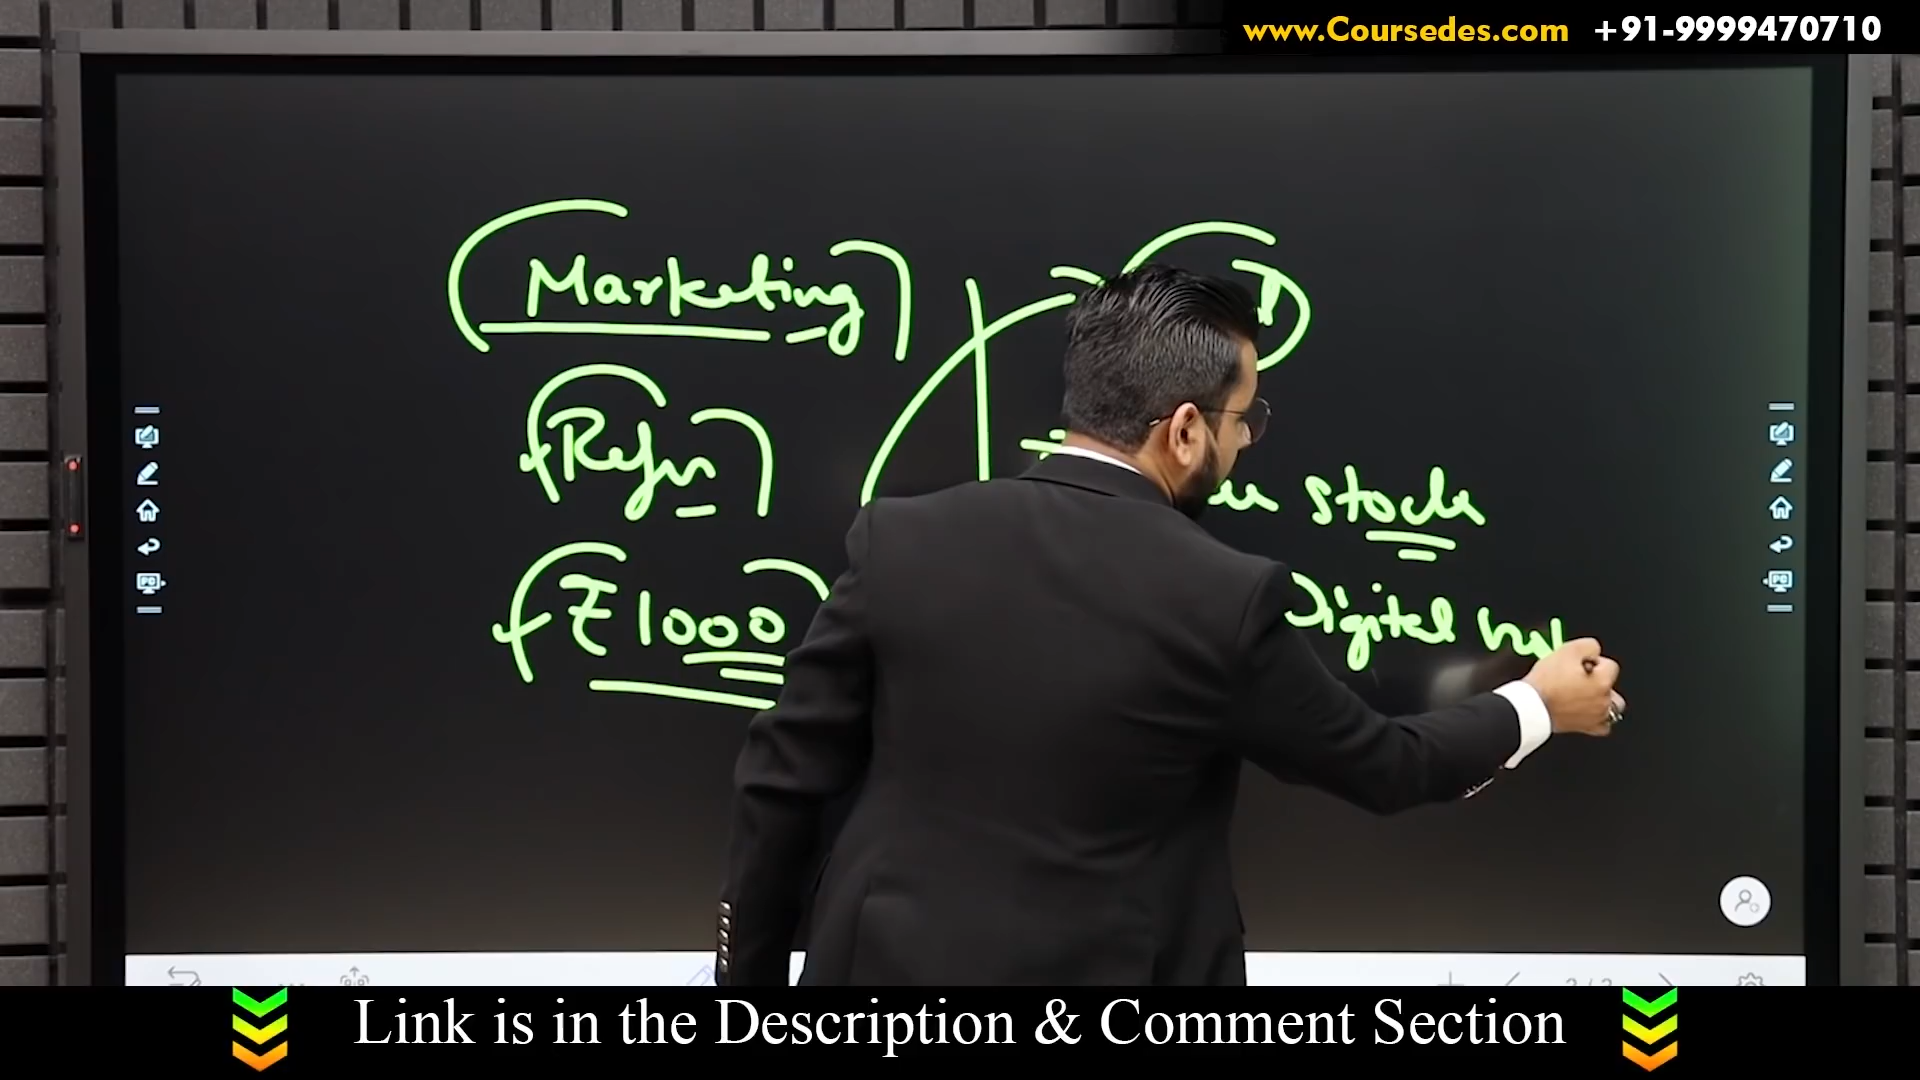 www.Coursedes.com +91-9999470710
Marketing
Refer
₹1000
stock
Digital
Link is in the Description & Comment Section